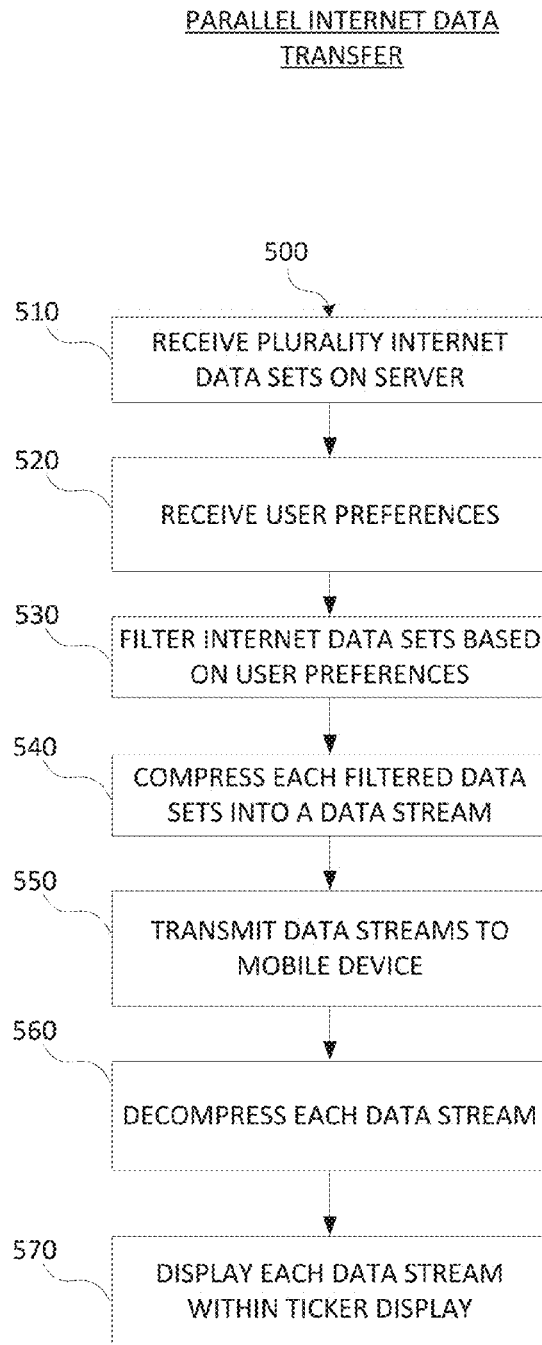 PARALLEL INTERNET DATA
TRANSFER
500
510
RECEIVE PLURALITY INTERNET
DATA SETS ON SERVER
520
RECEIVE USER PREFERENCES
530
FILTER INTERNET DATA SETS BASED
ON USER PREFERENCES
540
COMPRESS EACH FILTERED DATA
SETS INTO A DATA STREAM
550
TRANSMIT DATA STREAMS TO
MOBILE DEVICE
560
DECOMPRESS EACH DATA STREAM
570
DISPLAY EACH DATA STREAM
WITHIN TICKER DISPLAY